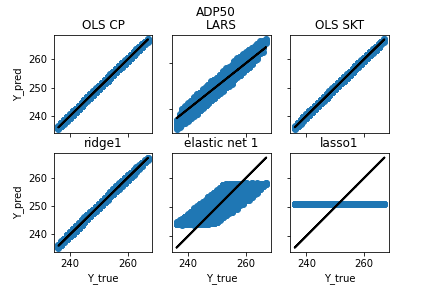 ADP50
OLS CP
LARS
OLS SKT
Y_pred
260
250
240
ridge1
elastic net 1
lasso1
Y_pred
260
250
240
240
260
240
260
240
260
Y_true
Y_true
Y_true